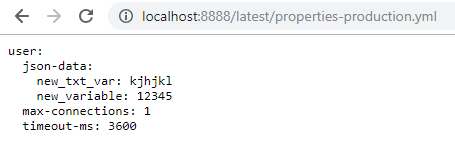 localhost:8888/latest/properties-production.yml
user:
  json-data:
    new_txt_var: kjhjkl
    new_variable: 12345
  max-connections: 1
  timeout-ms: 3600